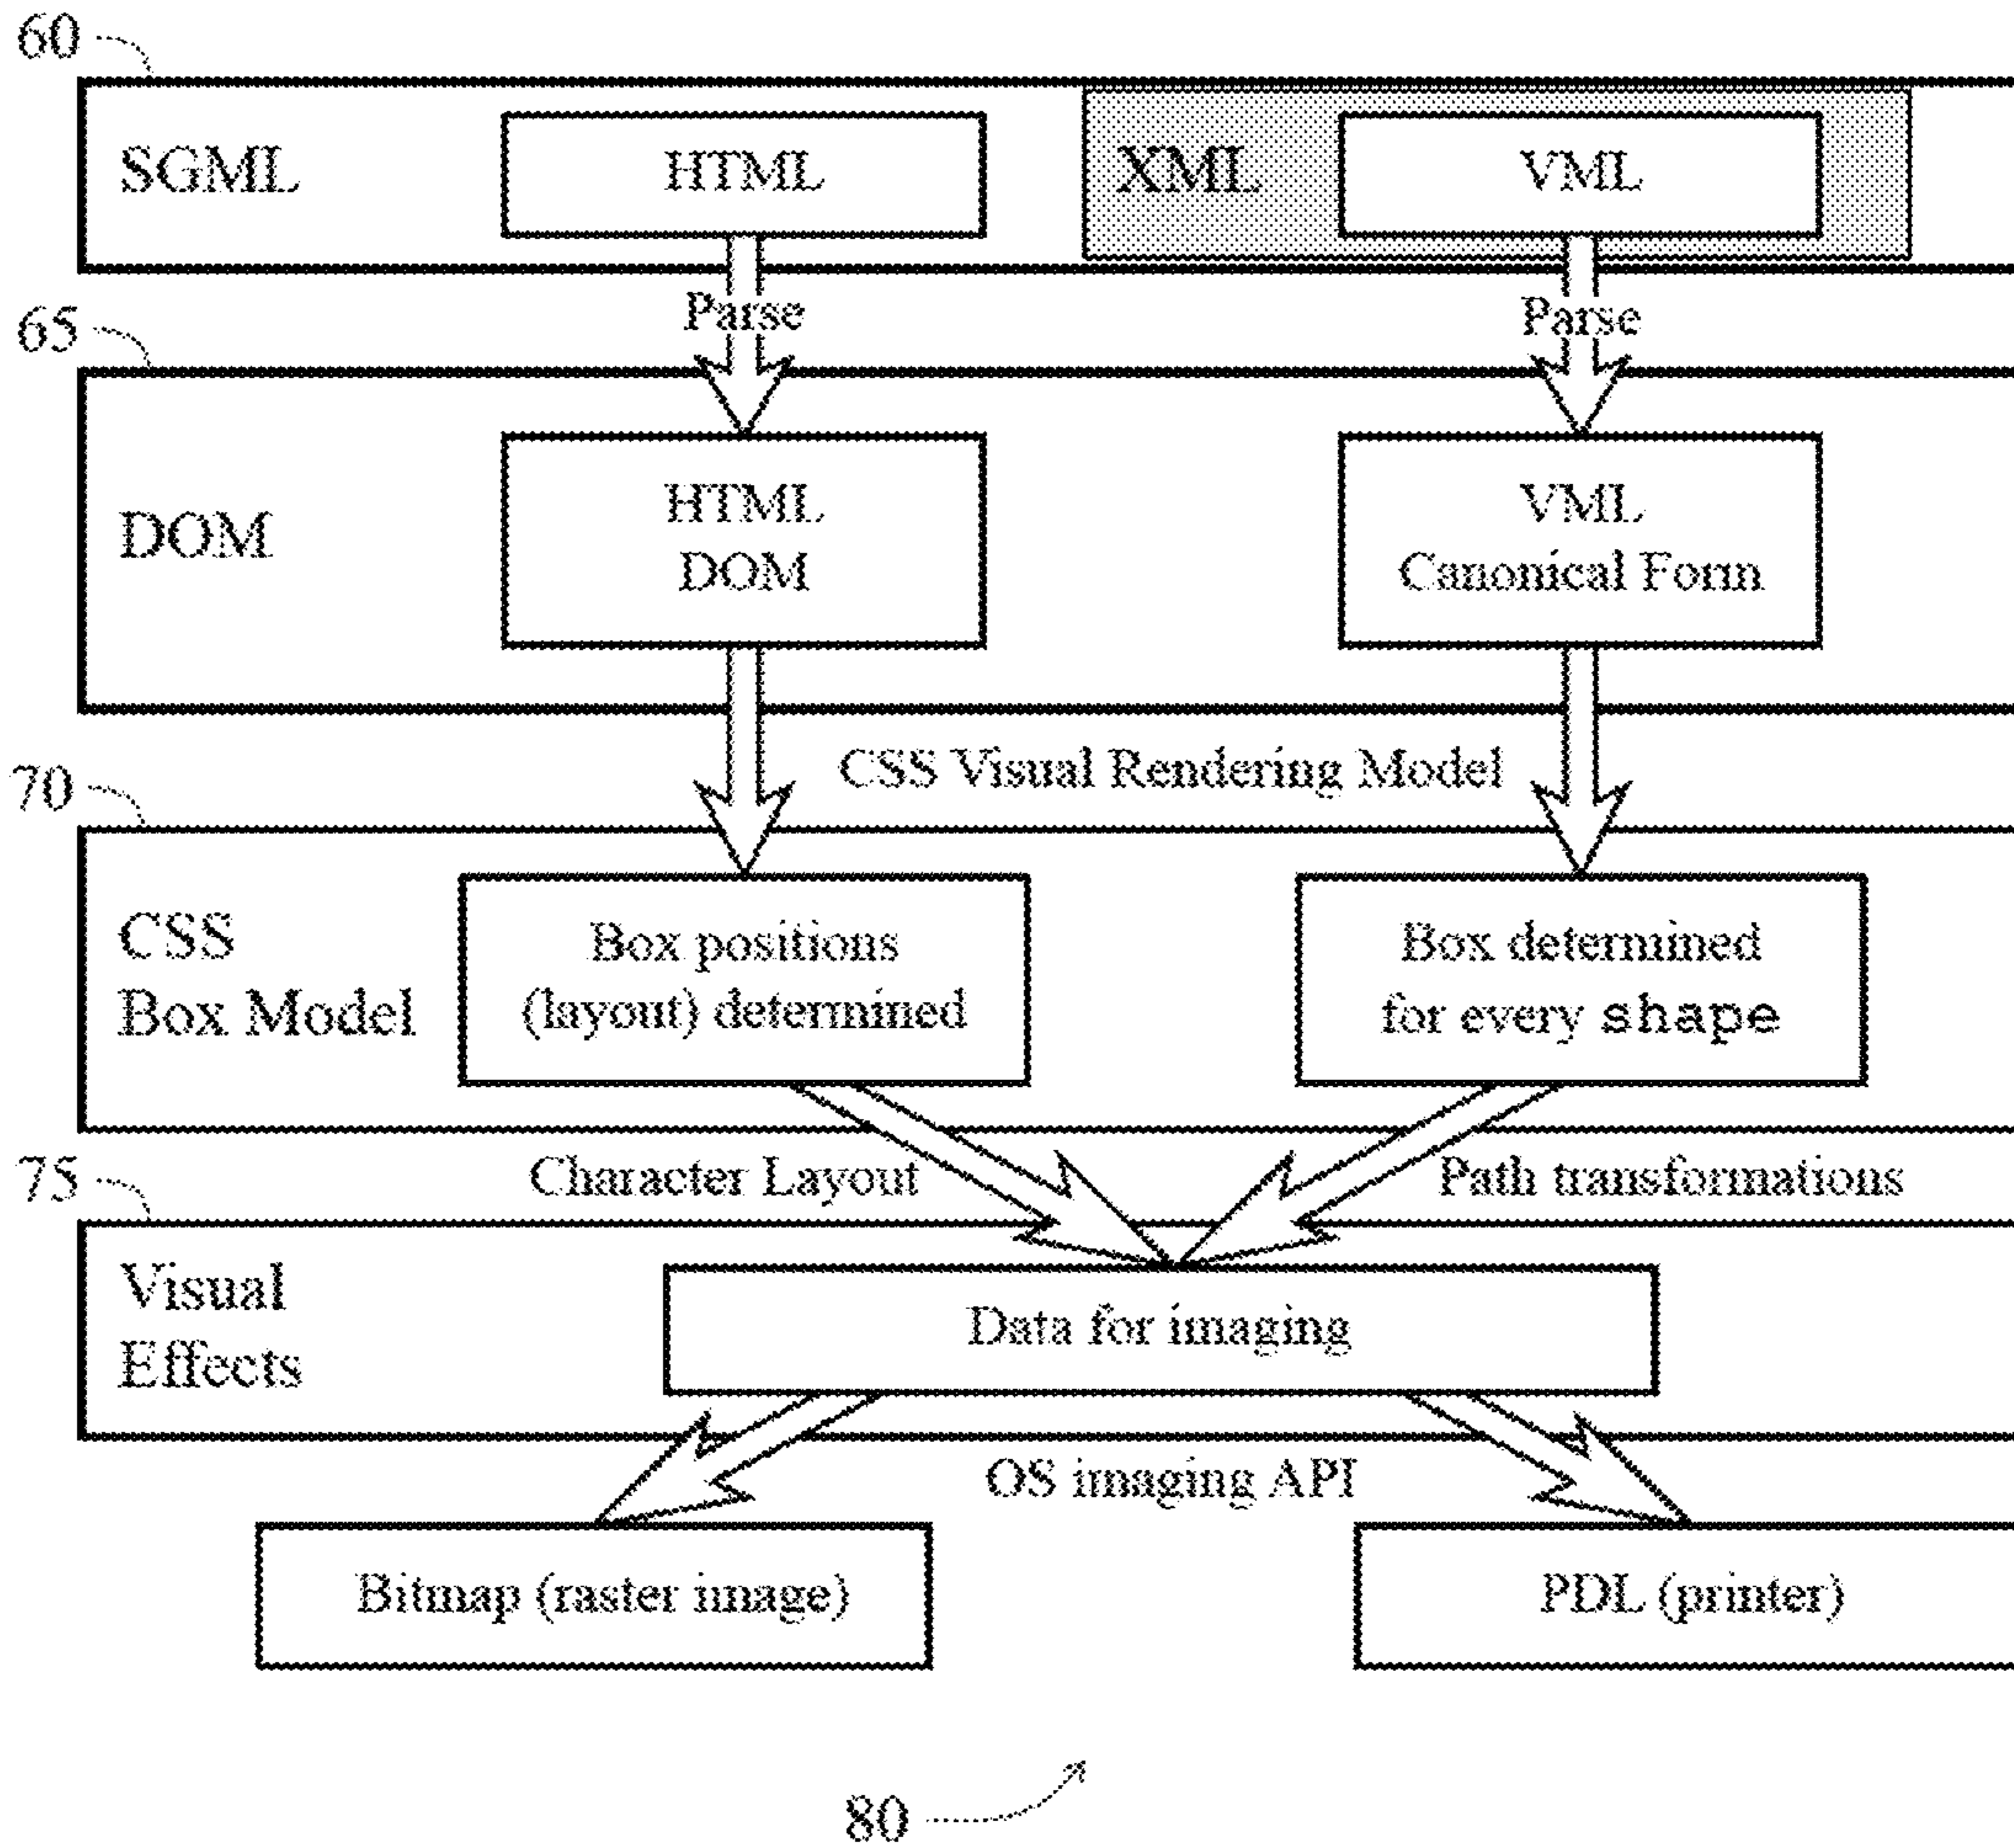 60
SGML
HTML
XML
VML
Parse
Parse
65
DOM
HTML
DOM
VML
Canonical Form
CSS Visual Rendering Model
70
CSS
Box Model
Box positions
(layout) determined
Box determined
for every shape
Character Layout
Path transformations
75
Visual
Effects
Data for imaging
OS imaging API
Bitmap (raster image)
PDL (printer)
80